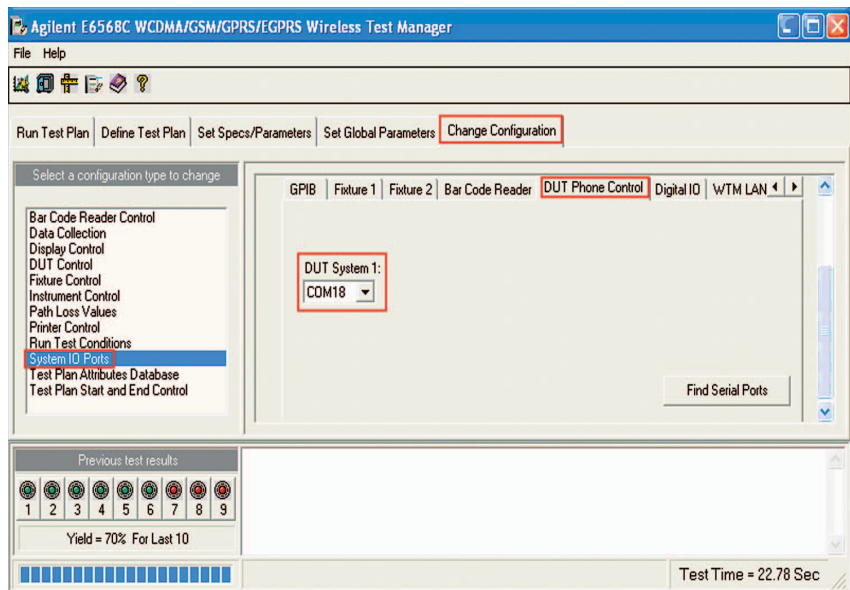 Agilent E6568C WCDMA/GSM/GPRS/EGPRS Wireless Test Manager
File Help
Run Test Plan Define Test Plan Set Specs/Parameters Set Global Parameters Change Configuration
Select a configuration type to change
Bar Code Reader Control
Data Collection
Display Control
DUT Control
Fixture Control
Instrument Control
Path Loss Values
Printer Control
Run Test Conditions
System IO Ports
Test Plan Attributes Database
Test Plan Start and End Control
GPIB Fixture 1 Fixture 2 Bar Code Reader DUT Phone Control Digital IO WTM LAN
DUT System 1:
COM18
Find Serial Ports
Previous test results
1 2 3 4 5 6 7 8 9
Yield = 70% For Last 10
Test Time = 22.78 Sec